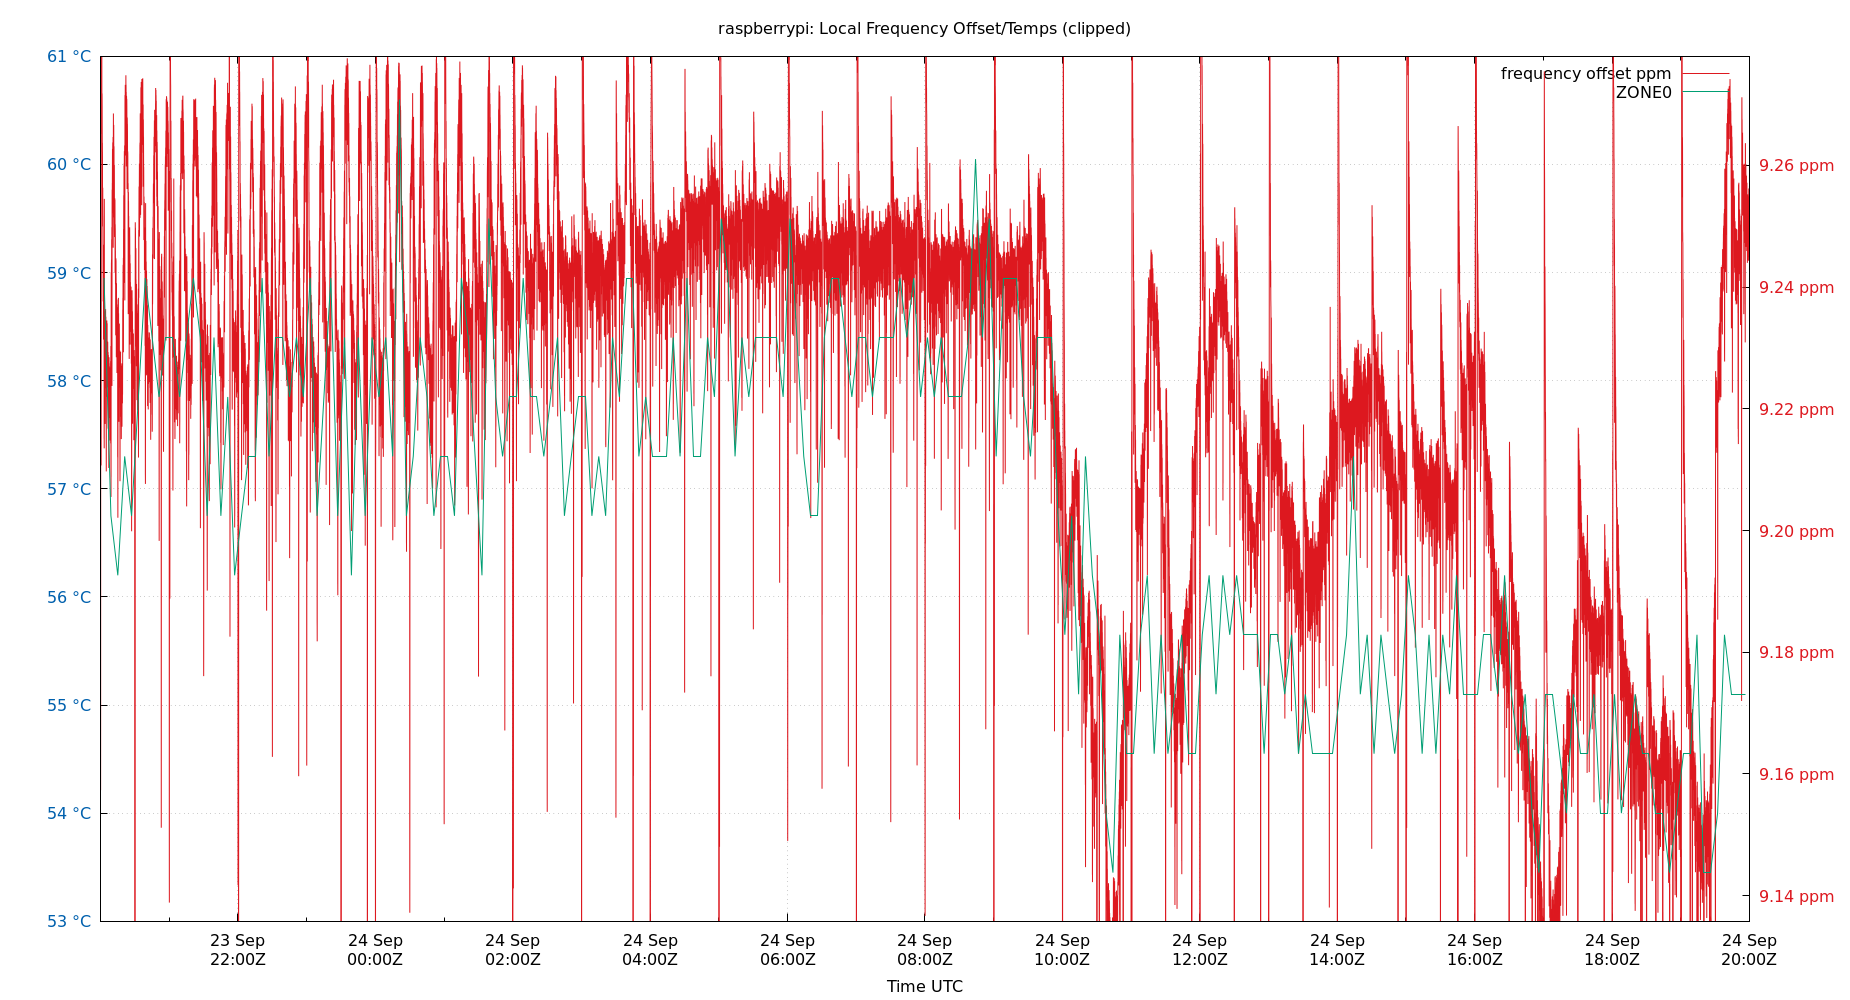 raspberrypi: Local Frequency Offset/Temps (clipped)
61 °C
60 °C
59 °C
58 °C
57 °C
56 °C
55 °C
54 °C
53 °C
frequency offset ppm
ZONE0
9.26 ppm
9.24 ppm
9.22 ppm
9.20 ppm
9.18 ppm
9.16 ppm
9.14 ppm
23 Sep 24 Sep 24 Sep 24 Sep 24 Sep 24 Sep 24 Sep 24 Sep 24 Sep 24 Sep 24 Sep 24 Sep
22:00Z 00:00Z 02:00Z 04:00Z 06:00Z 08:00Z 10:00Z 12:00Z 14:00Z 16:00Z 18:00Z 20:00Z
Time UTC